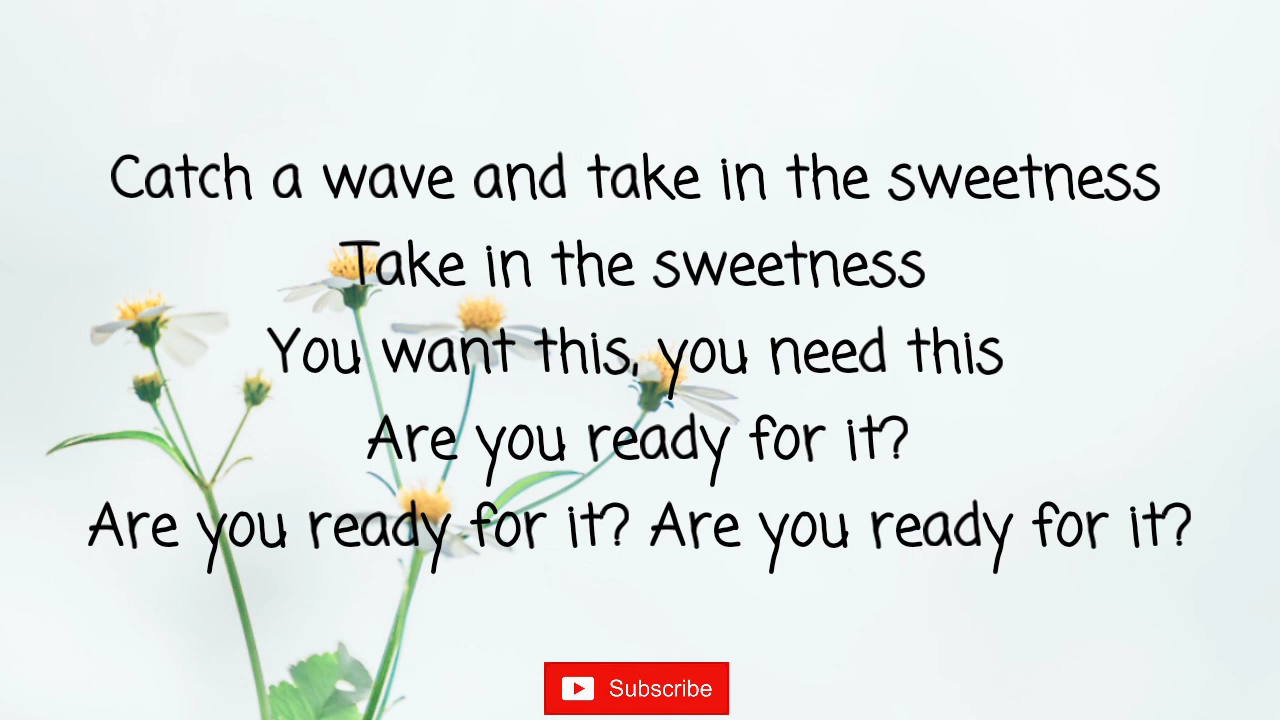 Catch a wave and take in the sweetness
Take in the sweetness
You want this, you need this
Are you ready for it?
Are you ready for it? Are you ready for it?
Subscribe